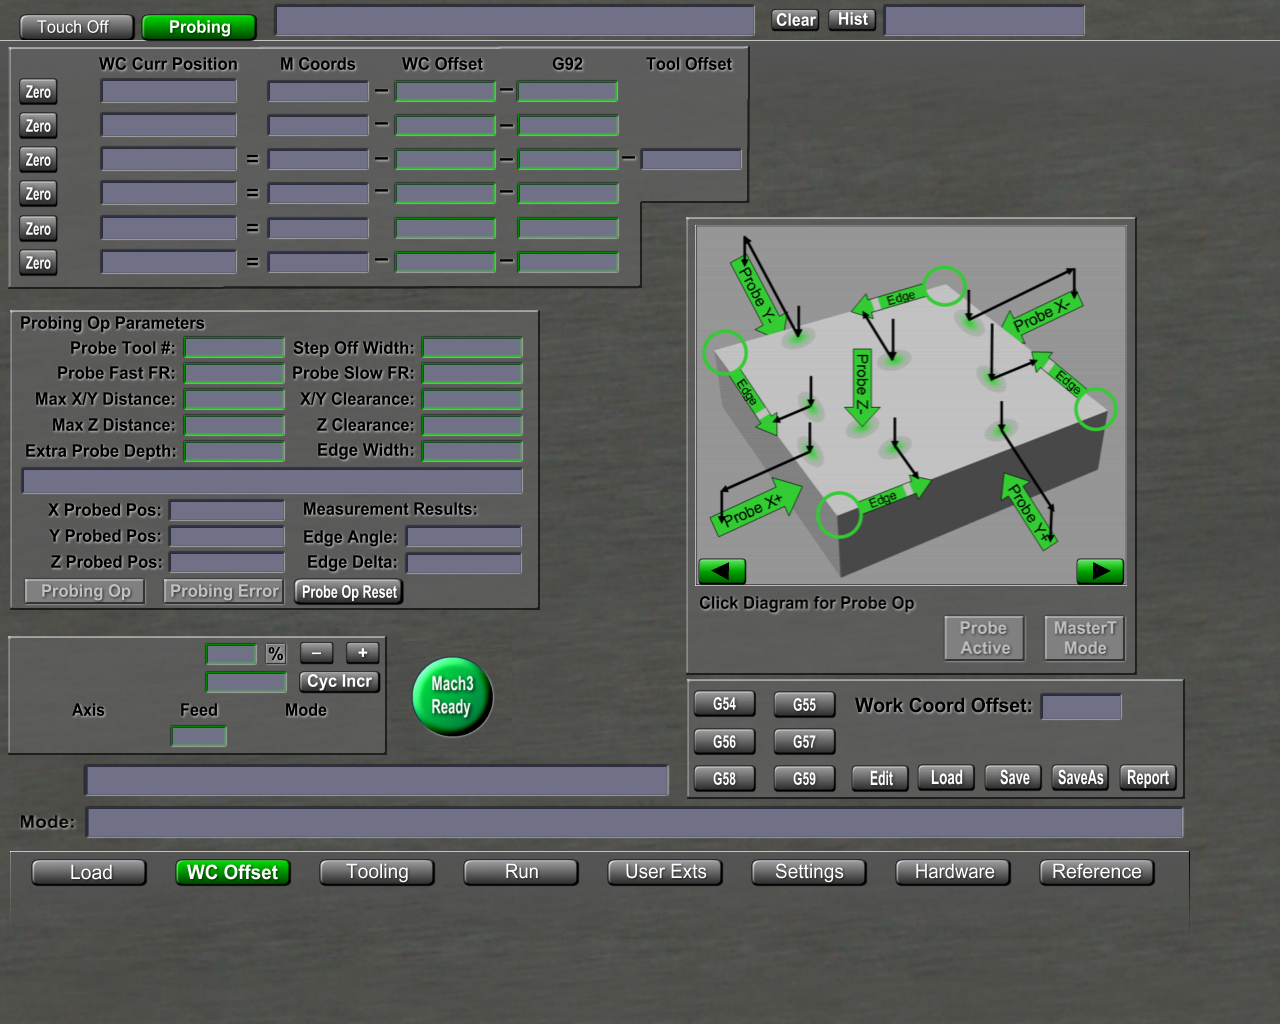 Touch Off
Probing
Clear
Hist
WC Curr Position
M Coords
WC Offset
G92
Tool Offset
Zero
– –
Zero
– –
Zero
= – – –
Zero
= – –
Zero
=
Zero
= – –
Probing Op Parameters
Probe Tool #:
Step Off Width:
Probe Fast FR:
Probe Slow FR:
Max X/Y Distance:
X/Y Clearance:
Max Z Distance:
Z Clearance:
Extra Probe Depth:
Edge Width:
X Probed Pos:
Measurement Results:
Y Probed Pos:
Edge Angle:
Z Probed Pos:
Edge Delta:
Probing Op
Probing Error
Probe Op Reset
Probe Y-
Edge
Probe X-
Edge
Probe Z-
Edge
Probe X+
Edge
Probe Y+
Click Diagram for Probe Op
Probe
Active
MasterT
Mode
%
–
+
Cyc Incr
Axis
Feed
Mode
Mach3
Ready
G54
G55
Work Coord Offset:
G56
G57
G58
G59
Edit
Load
Save
SaveAs
Report
Mode:
Load
WC Offset
Tooling
Run
User Exts
Settings
Hardware
Reference